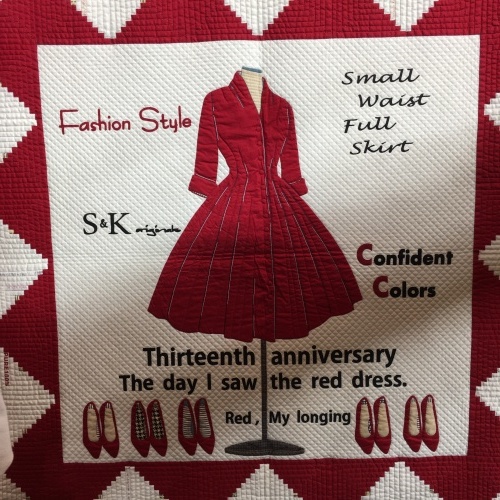 Fashion Style
Small
Waist
Full
Skirt
S&K originals
Confident
Colors
Thirteenth anniversary
The day I saw the red dress.
Red, My longing